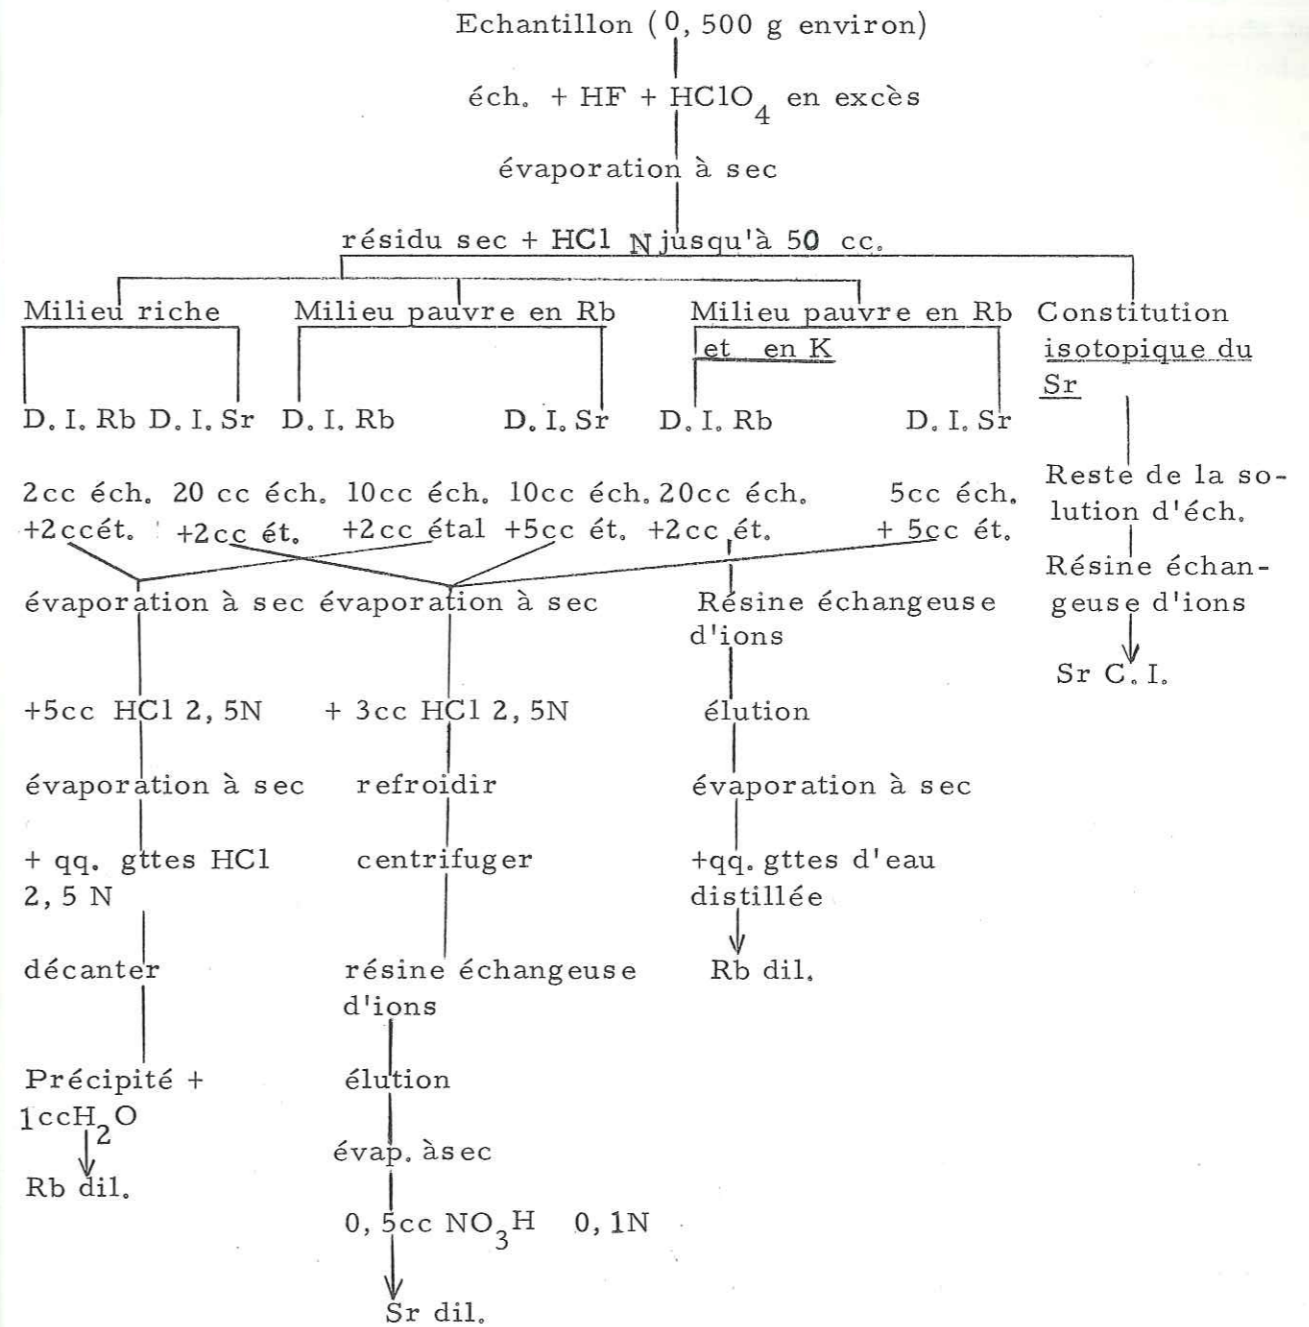 Echantillon (0, 500 g environ)
éch. + HF + HClO4 en excès
évaporation à sec
résidu sec + HCl N jusqu'à 50 cc.
Milieu riche
Milieu pauvre en Rb
Milieu pauvre en Rb
et en K
Constitution
isotopique du
Sr
D. I. Rb D. I. Sr D. I. Rb D. I. Sr D. I. Rb D. I. Sr
2cc éch. 20 cc éch. 10cc éch. 10cc éch. 20cc éch. 5cc éch.
+2ccét. +2cc ét. +2cc étal +5cc ét. +2cc ét. + 5cc ét.
Reste de la so-
lution d'éch.
Résine échan-
geuse d'ions
Sr C. I.
évaporation à sec évaporation à sec
Résine échangeuse
d'ions
+5cc HCl 2, 5N + 3cc HCl 2, 5N élution
évaporation à sec refroidir évaporation à sec
+ qq. gttes HCl
2, 5 N
centrifuger
+qq. gttes d'eau
distillée
décanter
résine échangeuse
d'ions
Rb dil.
Précipité +
1ccH2O
Rb dil.
élution
évap. àsec
0, 5cc NO3H 0, 1N
Sr dil.